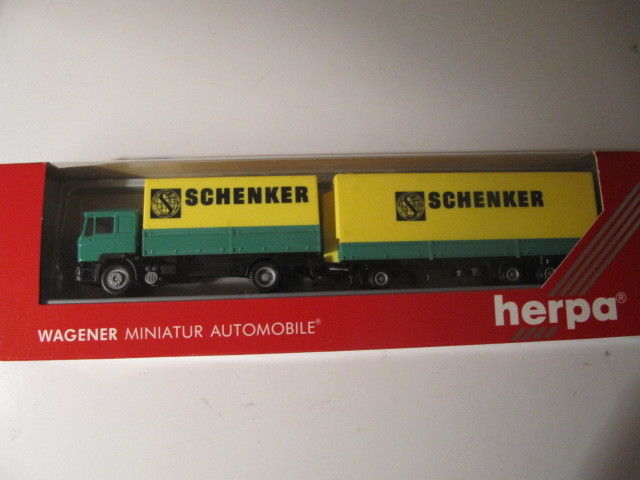 SCHENKER
SCHENKER
WAGENER MINIATUR AUTOMOBILE®
herpa®